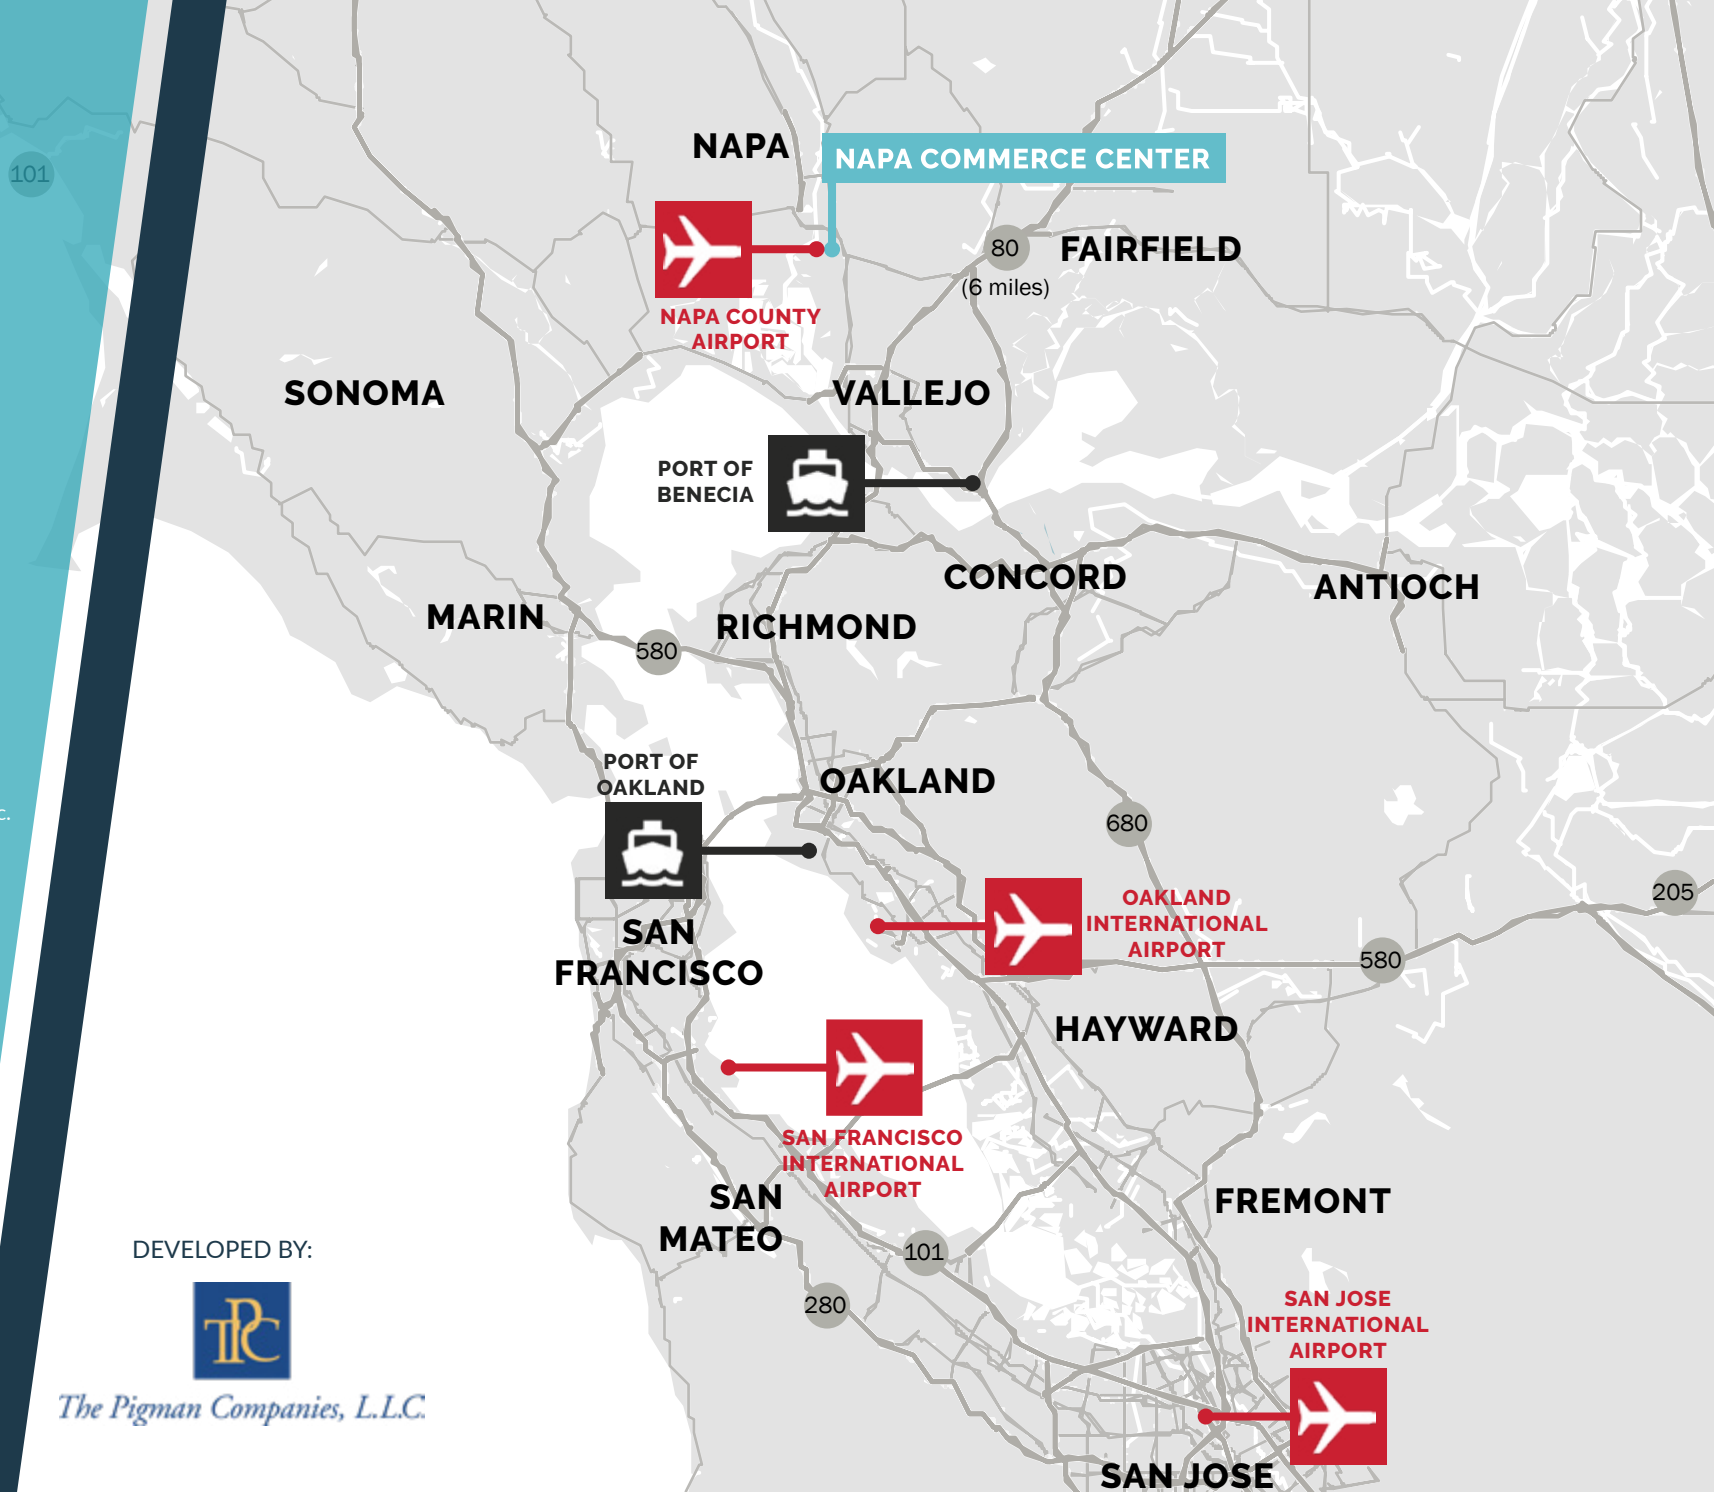 101
NAPA
NAPA COMMERCE CENTER
80
FAIRFIELD
(6 miles)
NAPA COUNTY
AIRPORT
SONOMA
VALLEJO
PORT OF
BENECIA
CONCORD
ANTIOCH
MARIN
RICHMOND
580
PORT OF
OAKLAND
OAKLAND
c.
680
205
OAKLAND
INTERNATIONAL
AIRPORT
SAN
FRANCISCO
580
HAYWARD
SAN FRANCISCO
INTERNATIONAL
AIRPORT
SAN
MATEO
FREMONT
101
280
DEVELOPED BY:
TPC
The Pigman Companies, L.L.C.
SAN JOSE
INTERNATIONAL
AIRPORT
SAN JOSE